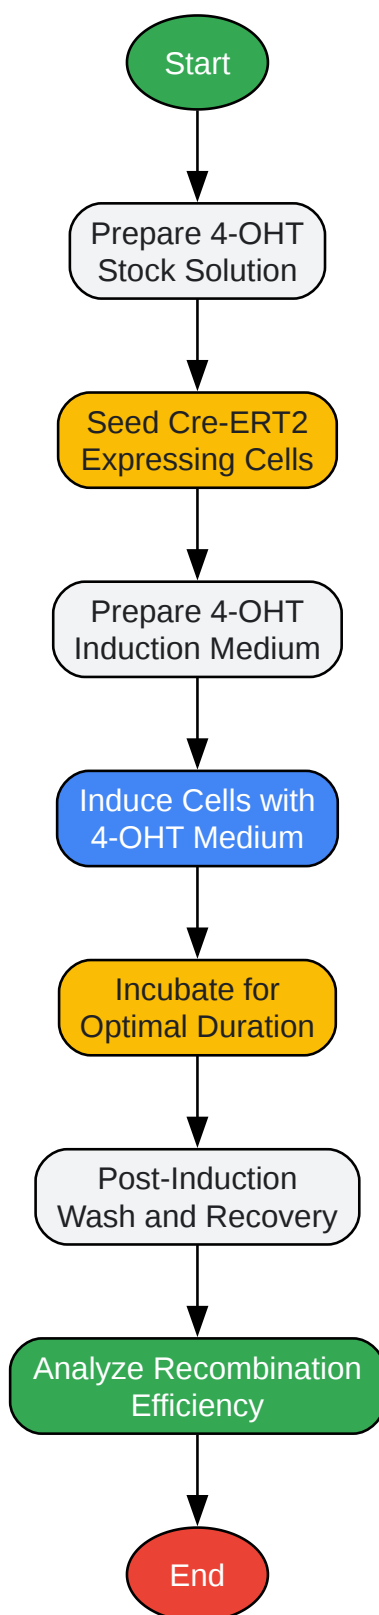 Start
Prepare 4-OHT
Stock Solution
Seed Cre-ERT2
Expressing Cells
Prepare 4-OHT
Induction Medium
Induce Cells with
4-OHT Medium
Incubate for
Optimal Duration
Post-Induction
Wash and Recovery
Analyze Recombination
Efficiency
End